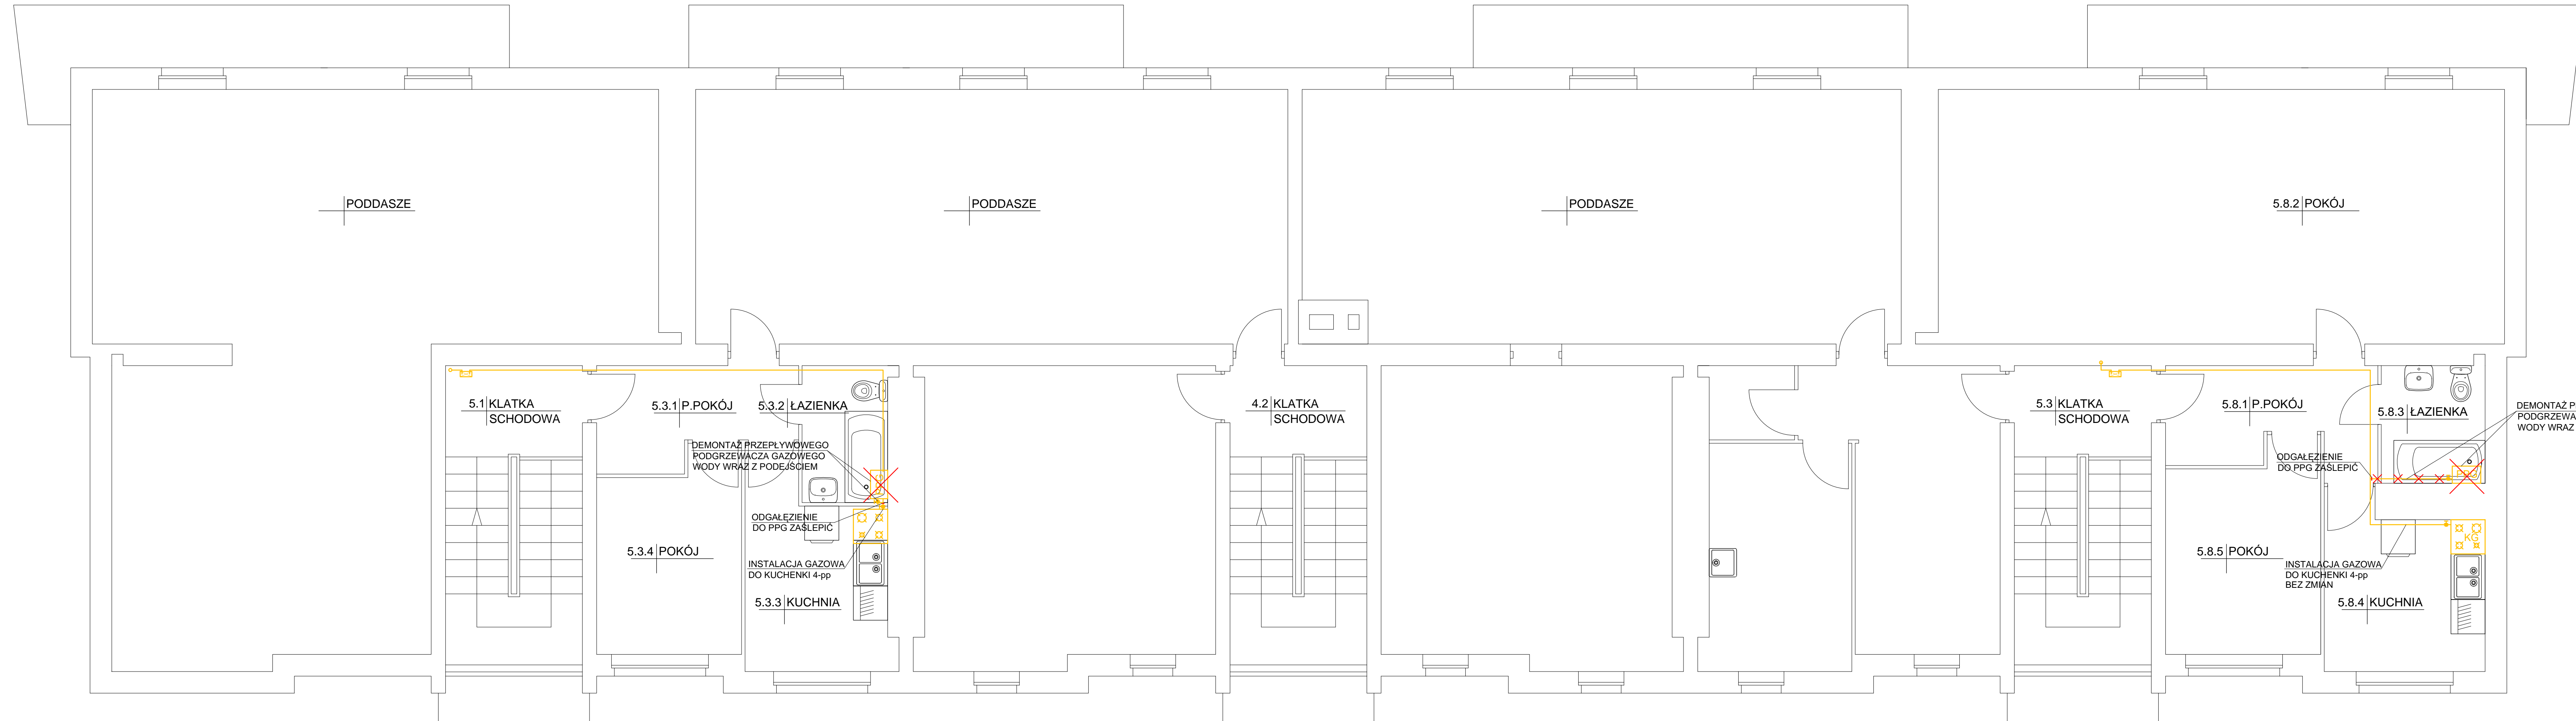 PODDASZE
PODDASZE
PODDASZE
5.8.2 POKÓJ
5.1 KLATKA
SCHODOWA
5.3.1 P.POKÓJ
5.3.2 ŁAZIENKA
4.2 KLATKA
SCHODOWA
5.3 KLATKA
SCHODOWA
5.8.1 P.POKÓJ
5.8.3 ŁAZIENKA
DEMONTAŻ P
PODGRZEWA
WODY WRAZ
DEMONTAŻ PRZEPŁYWOWEGO
PODGRZEWACZA GAZOWEGO
WODY WRAZ Z PODEJŚCIEM
ODGAŁĘZIENIE
DO PPG ZAŚLEPIĆ
ODGAŁĘZIENIE
DO PPG ZAŚLEPIĆ
5.3.4 POKÓJ
INSTALACJA GAZOWA
DO KUCHENKI 4-pp
5.3.3 KUCHNIA
5.8.5 POKÓJ
INSTALACJA GAZOWA
DO KUCHENKI 4-pp
BEZ ZMIAN
KG
5.8.4 KUCHNIA